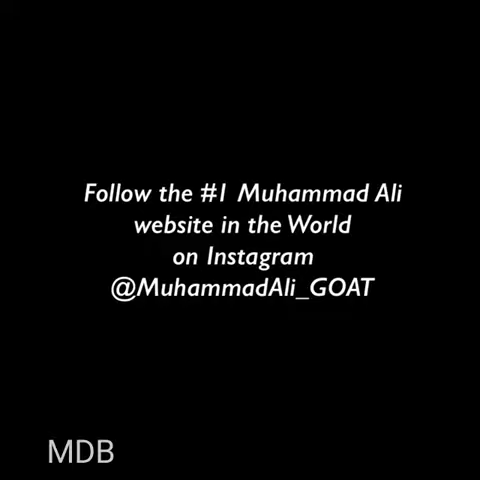 Follow the #1 Muhammad Ali
website in the World
on Instagram
@MuhammadAli_GOAT
MDB